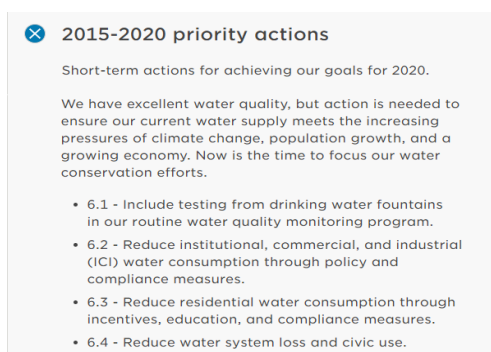 2015-2020 priority actions
Short-term actions for achieving our goals for 2020.
We have excellent water quality, but action is needed to
ensure our current water supply meets the increasing
pressures of climate change, population growth, and a
growing economy. Now is the time to focus our water
conservation efforts.
• 6.1 - Include testing from drinking water fountains
in our routine water quality monitoring program.
• 6.2 - Reduce institutional, commercial, and industrial
(ICI) water consumption through policy and
compliance measures.
• 6.3 - Reduce residential water consumption through
incentives, education, and compliance measures.
• 6.4 - Reduce water system loss and civic use.